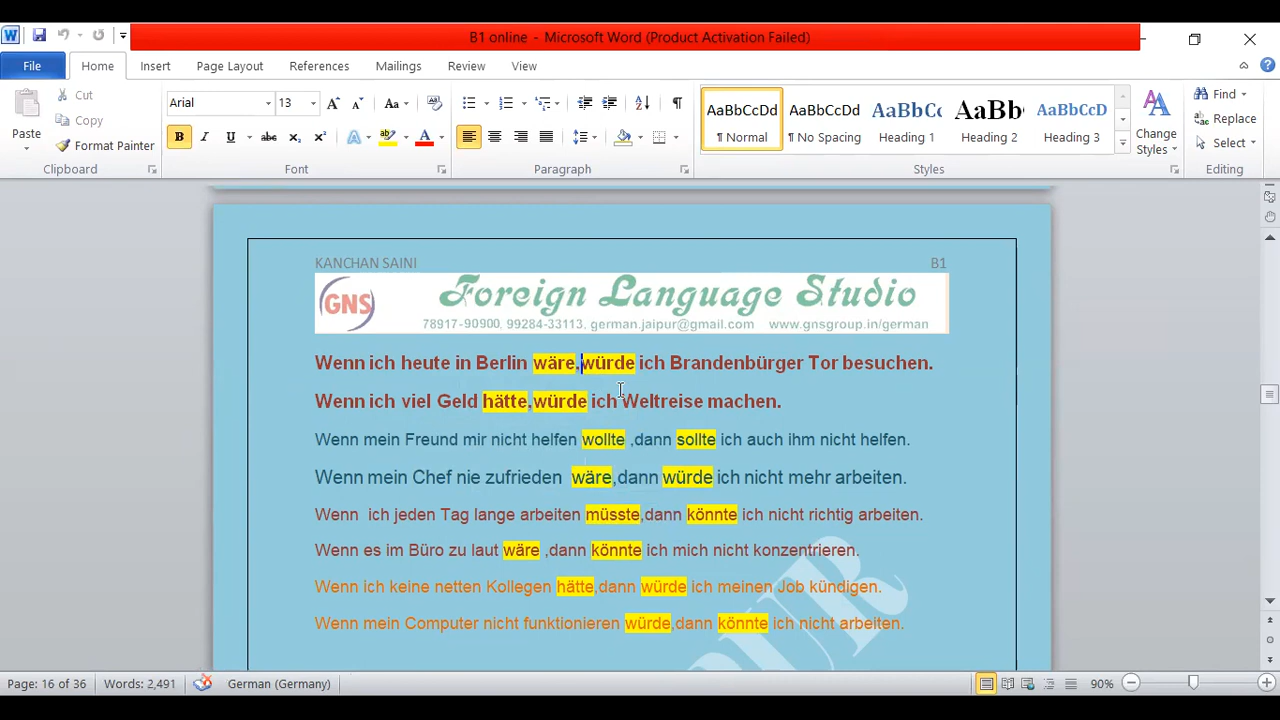 B1 online - Microsoft Word (Product Activation Failed)
File Home Insert Page Layout References Mailings Review View
Paste
Cut
Copy
Format Painter
Clipboard
Arial 13
Font
Paragraph
AaBbCcDd AaBbCcDd AaBbCc AaBb( AaBbCcD
¶ Normal ¶ No Spacing Heading 1 Heading 2 Heading 3
Change Styles
Styles
Find
Replace
Select
Editing
KANCHAN SAINI B1
GNS Foreign Language Studio
78917-90900, 99284-33113, german.jaipur@gmail.com www.gnsgroup.in/german
Wenn ich heute in Berlin wäre,würde ich Brandenbürger Tor besuchen.
Wenn ich viel Geld hätte,würde ich Weltreise machen.
Wenn mein Freund mir nicht helfen wollte ,dann sollte ich auch ihm nicht helfen.
Wenn mein Chef nie zufrieden wäre,dann würde ich nicht mehr arbeiten.
Wenn ich jeden Tag lange arbeiten müsste,dann könnte ich nicht richtig arbeiten.
Wenn es im Büro zu laut wäre ,dann könnte ich mich nicht konzentrieren.
Wenn ich keine netten Kollegen hätte,dann würde ich meinen Job kündigen.
Wenn mein Computer nicht funktionieren würde,dann könnte ich nicht arbeiten.
Page: 16 of 36 Words: 2,491 German (Germany) 90%